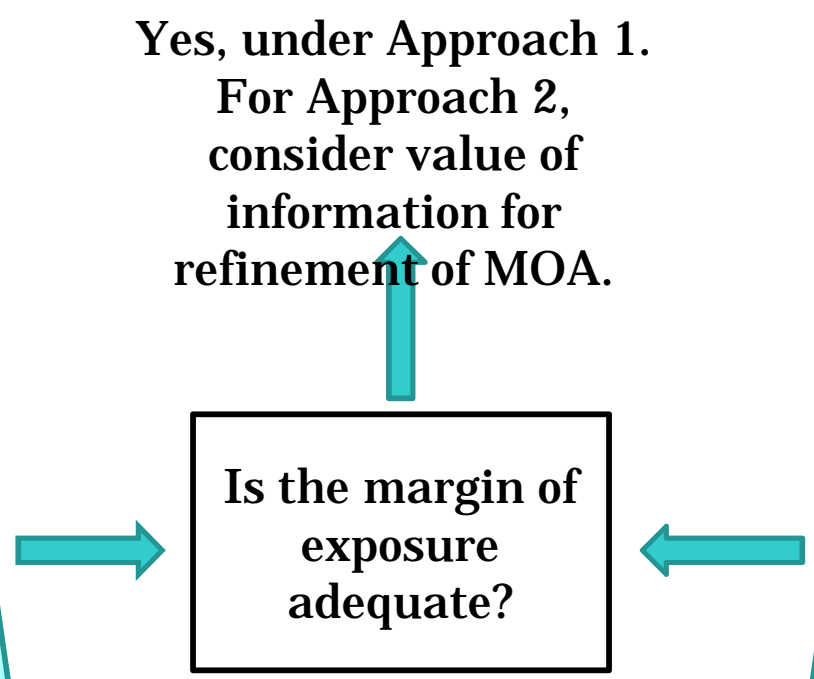 Yes, under Approach 1.
For Approach 2,
consider value of
information for
refinement of MOA.
Is the margin of
exposure
adequate?